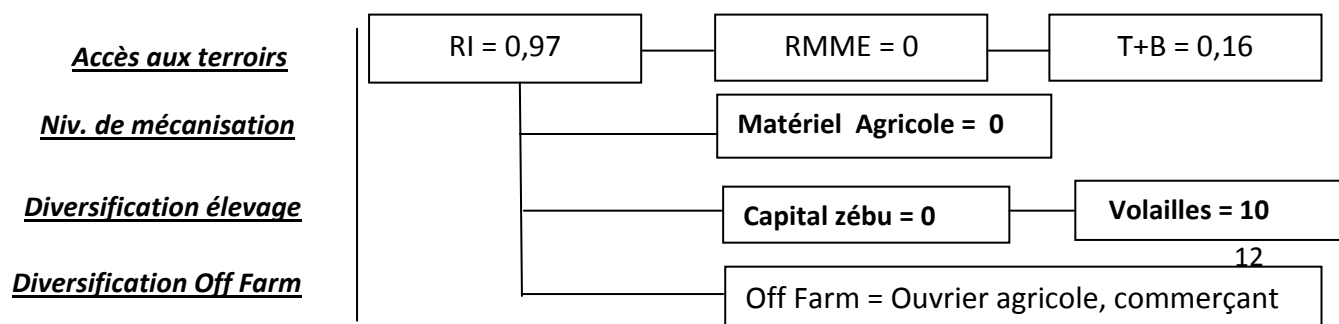 Accès aux terroirs RI = 0,97 RMME = 0 T+B = 0,16
Niv. de mécanisation Matériel Agricole = 0
Diversification élevage Capital zébu = 0 Volailles = 10
12
Diversification Off Farm Off Farm = Ouvrier agricole, commerçant